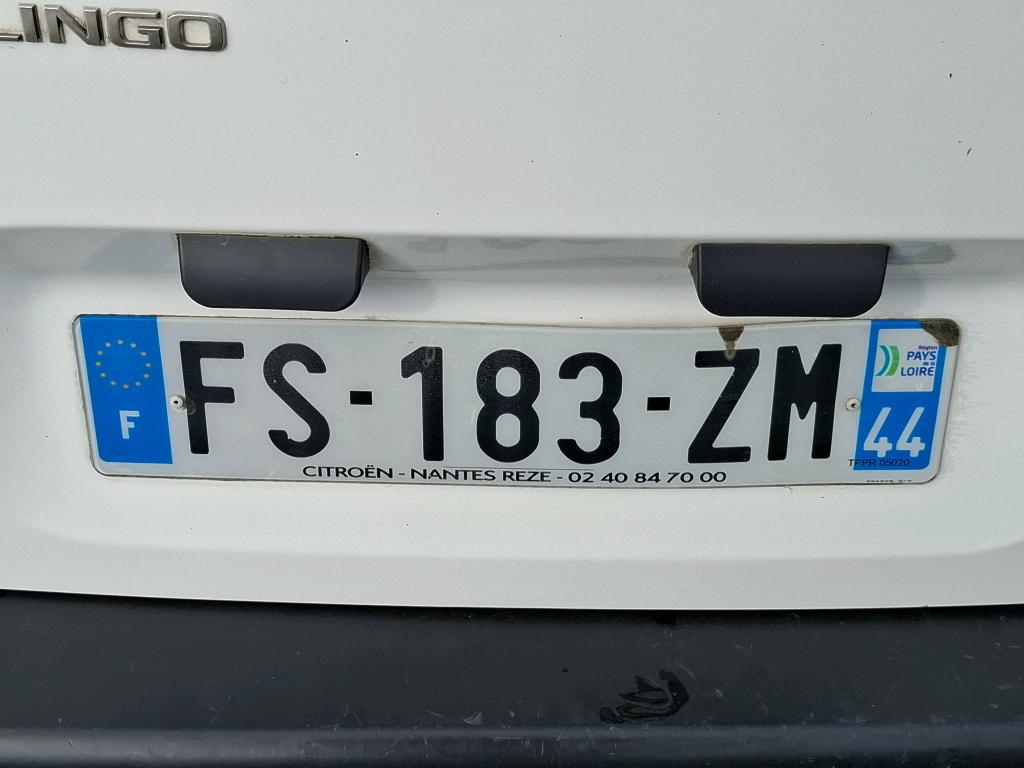 LINGO
F
FS-183-ZM
Région
PAYS
de la
LOIRE
44
TPPR 05020
CITROËN - NANTES REZE - 02 40 84 70 00